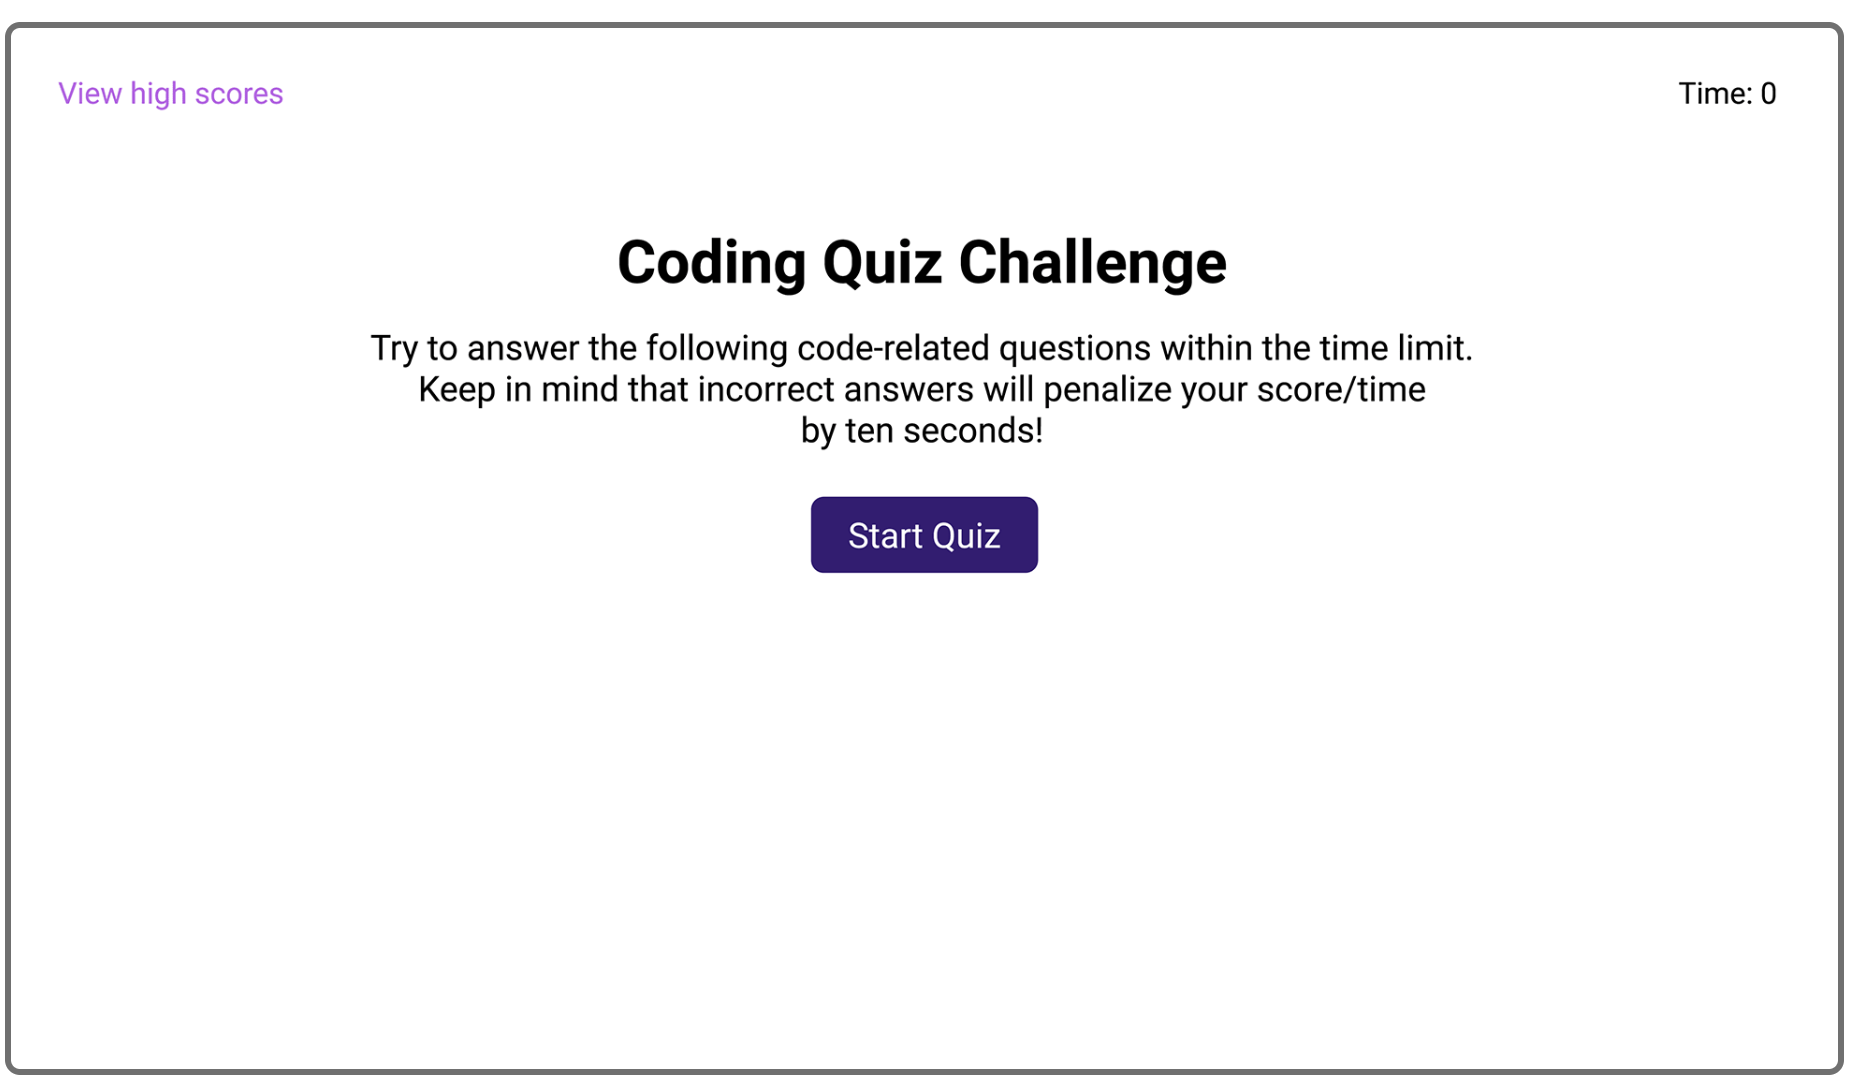 View high scores
Time: 0
Coding Quiz Challenge
Try to answer the following code-related questions within the time limit.
Keep in mind that incorrect answers will penalize your score/time
by ten seconds!
Start Quiz